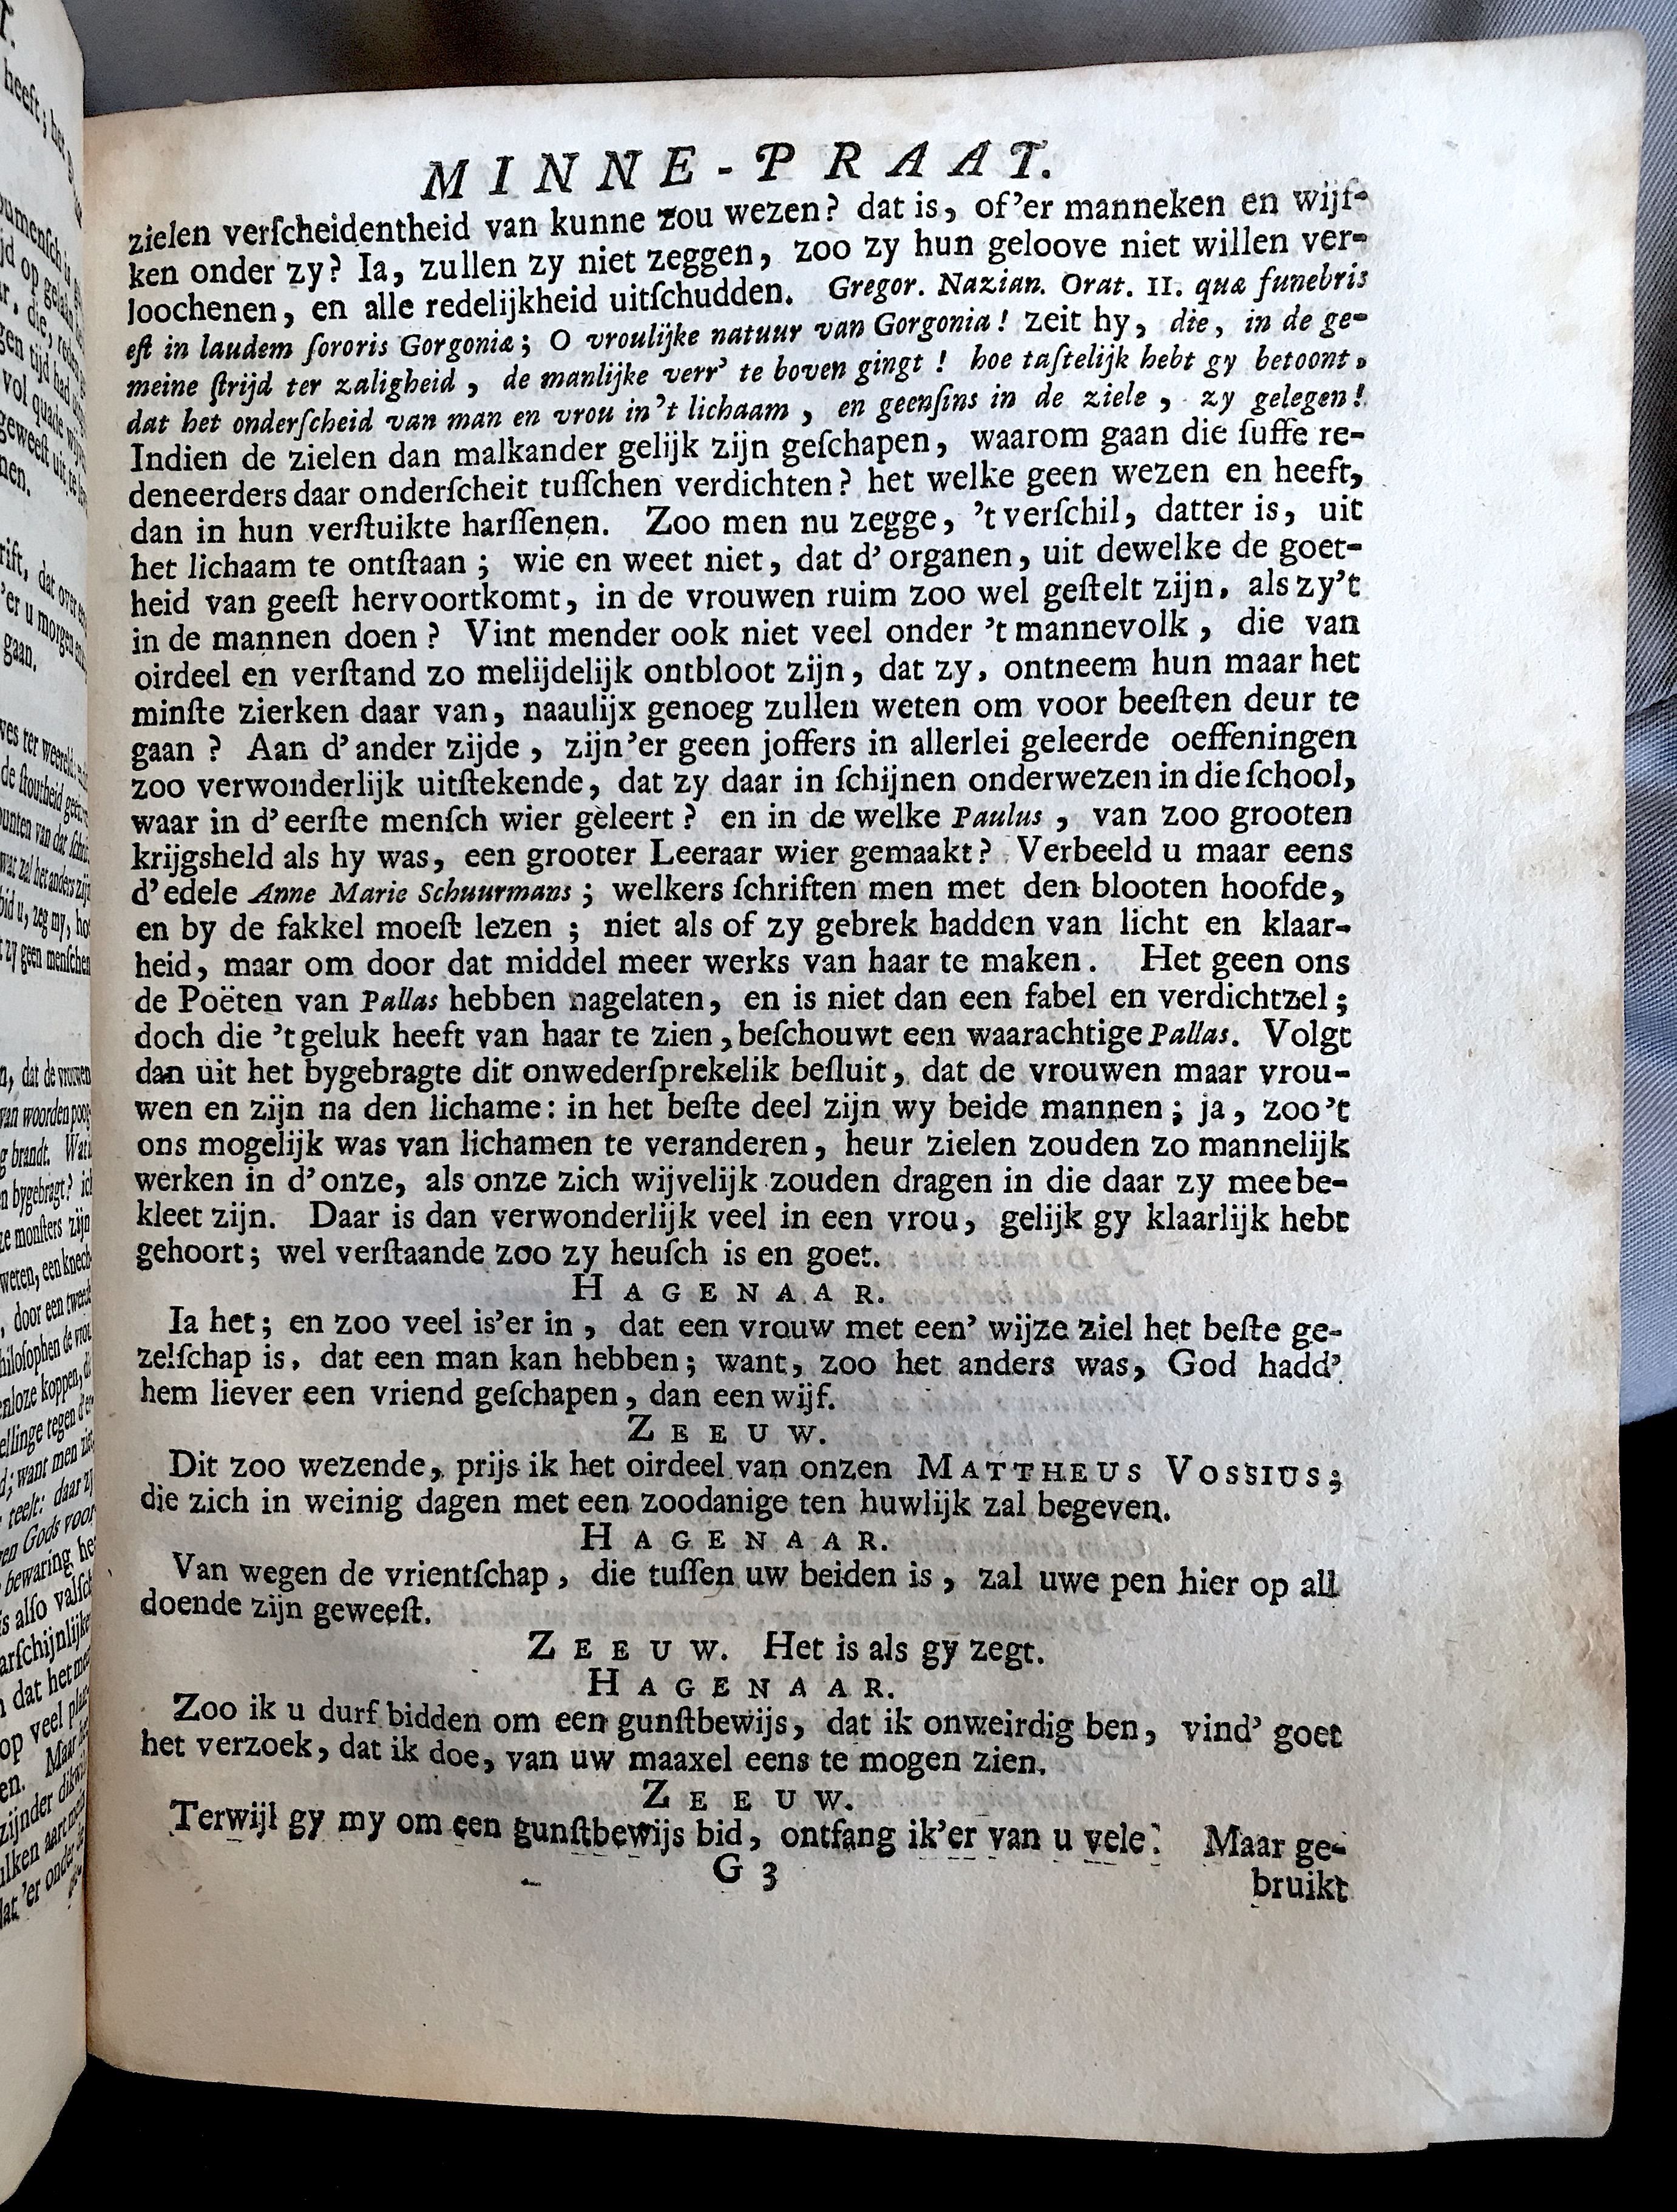 MINNE-PRAAT.
zielen verſcheidentheid van kunne zou wezen? dat is, of'er manneken en wijf-
ken onder zy? Ia, zullen zy niet zeggen, zoo zy hun geloove niet willen ver-
loochenen, en alle redelijkheid uitſchudden. Gregor. Nazian. Orat. II. quæ funebris
eſt in laudem ſororis Gorgoniæ; O vroulijke natuur van Gorgonia! zeit hy, die, in de ge-
meine ſtrijd ter zaligheid, de manlijke verr' te boven gingt! hoe taſtelijk hebt gy betoont,
dat het onderſcheid van man en vrou in't lichaam, en geenſins in de ziele, zy gelegen!
Indien de zielen dan malkander gelijk zijn geſchapen, waarom gaan die ſuffe re-
deneerders daar onderſcheit tuſſchen verdichten? het welke geen wezen en heeft,
dan in hun verſtuikte harſſenen. Zoo men nu zegge, 't verſchil, datter is, uit
het lichaam te ontſtaan; wie en weet niet, dat d'organen, uit dewelke de goet-
heid van geeſt hervoortkomt, in de vrouwen ruim zoo wel geſtelt zijn, als zy't
in de mannen doen? Vint mender ook niet veel onder 't mannevolk, die van
oirdeel en verſtand zo melijdelijk ontbloot zijn, dat zy, ontneem hun maar het
minſte zierken daar van, naaulijx genoeg zullen weten om voor beeſten deur te
gaan? Aan d'ander zijde, zijn'er geen joffers in allerlei geleerde oeffeningen
zoo verwonderlijk uitſtekende, dat zy daar in ſchijnen onderwezen in die ſchool,
waar in d'eerſte menſch wier geleert? en in de welke Paulus, van zoo grooten
krijgsheld als hy was, een grooter Leeraar wier gemaakt? Verbeeld u maar eens
d'edele Anne Marie Schuurmans; welkers ſchriften men met den blooten hoofde,
en by de fakkel moeſt lezen; niet als of zy gebrek hadden van licht en klaar-
heid, maar om door dat middel meer werks van haar te maken. Het geen ons
de Poëten van Pallas hebben nagelaten, en is niet dan een fabel en verdichtzel;
doch die 't geluk heeft van haar te zien, beſchouwt een waarachtige Pallas. Volgt
dan uit het bygebragte dit onwederſprekelik beſluit, dat de vrouwen maar vrou-
wen en zijn na den lichame: in het beſte deel zijn wy beide mannen; ja, zoo't
ons mogelijk was van lichamen te veranderen, heur zielen zouden zo mannelijk
werken in d'onze, als onze zich wijvelijk zouden dragen in die daar zy mee be-
kleet zijn. Daar is dan verwonderlijk veel in een vrou, gelijk gy klaarlijk hebt
gehoort; wel verſtaande zoo zy heuſch is en goet.
HAGENAAR.
Ia het; en zoo veel is'er in, dat een vrouw met een' wijze ziel het beſte ge-
zelſchap is, dat een man kan hebben; want, zoo het anders was, God hadd'
hem liever een vriend geſchapen, dan een wijf.
ZEEUW.
Dit zoo wezende, prijs ik het oirdeel van onzen MATTHEUS VOSSIUS;
die zich in weinig dagen met een zoodanige ten huwlijk zal begeven.
HAGENAAR.
Van wegen de vrientſchap, die tuſſen uw beiden is, zal uwe pen hier op all
doende zijn geweeſt.
ZEEUW. Het is als gy zegt.
HAGENAAR.
Zoo ik u durf bidden om een gunſtbewijs, dat ik onweirdig ben, vind' goet
het verzoek, dat ik doe, van uw maaxel eens te mogen zien.
ZEEUW.
Terwijl gy my om een gunſtbewijs bid, ontfang ik'er van u vele. Maar ge-
G 3
bruikt